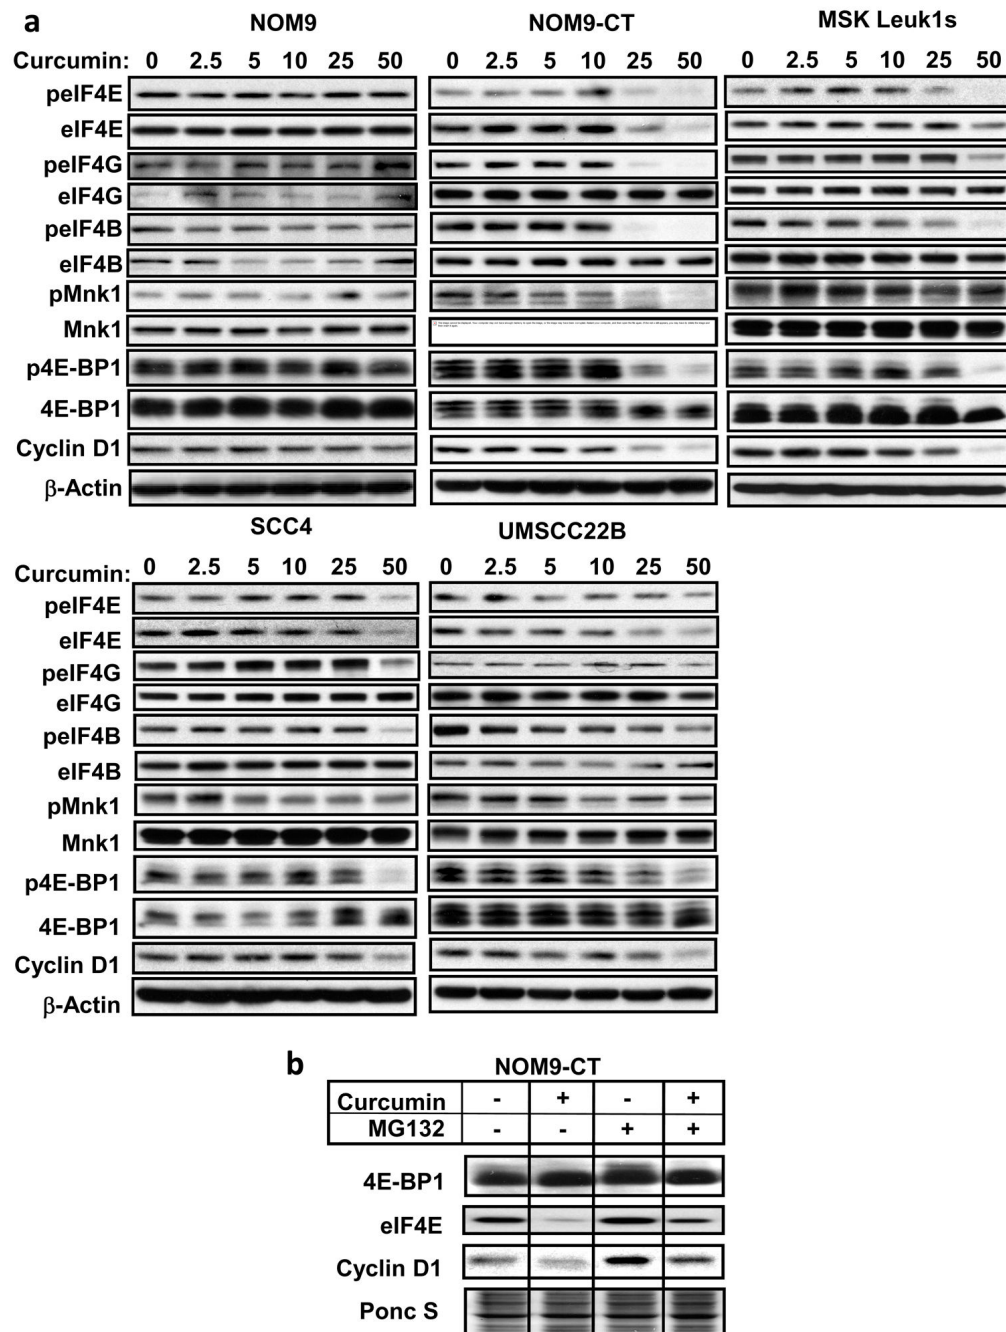 a
NOM9 NOM9-CT MSK Leuk1s
Curcumin: 0 2.5 5 10 25 50 0 2.5 5 10 25 50 0 2.5 5 10 25 50
peIF4E
eIF4E
peIF4G
eIF4G
peIF4B
eIF4B
pMnk1
Mnk1
p4E-BP1
4E-BP1
Cyclin D1
β-Actin
SCC4 UMSCC22B
Curcumin: 0 2.5 5 10 25 50 0 2.5 5 10 25 50
peIF4E
eIF4E
peIF4G
eIF4G
peIF4B
eIF4B
pMnk1
Mnk1
p4E-BP1
4E-BP1
Cyclin D1
β-Actin
b NOM9-CT
Curcumin - + - +
MG132 - - + +
4E-BP1
eIF4E
Cyclin D1
Ponc S